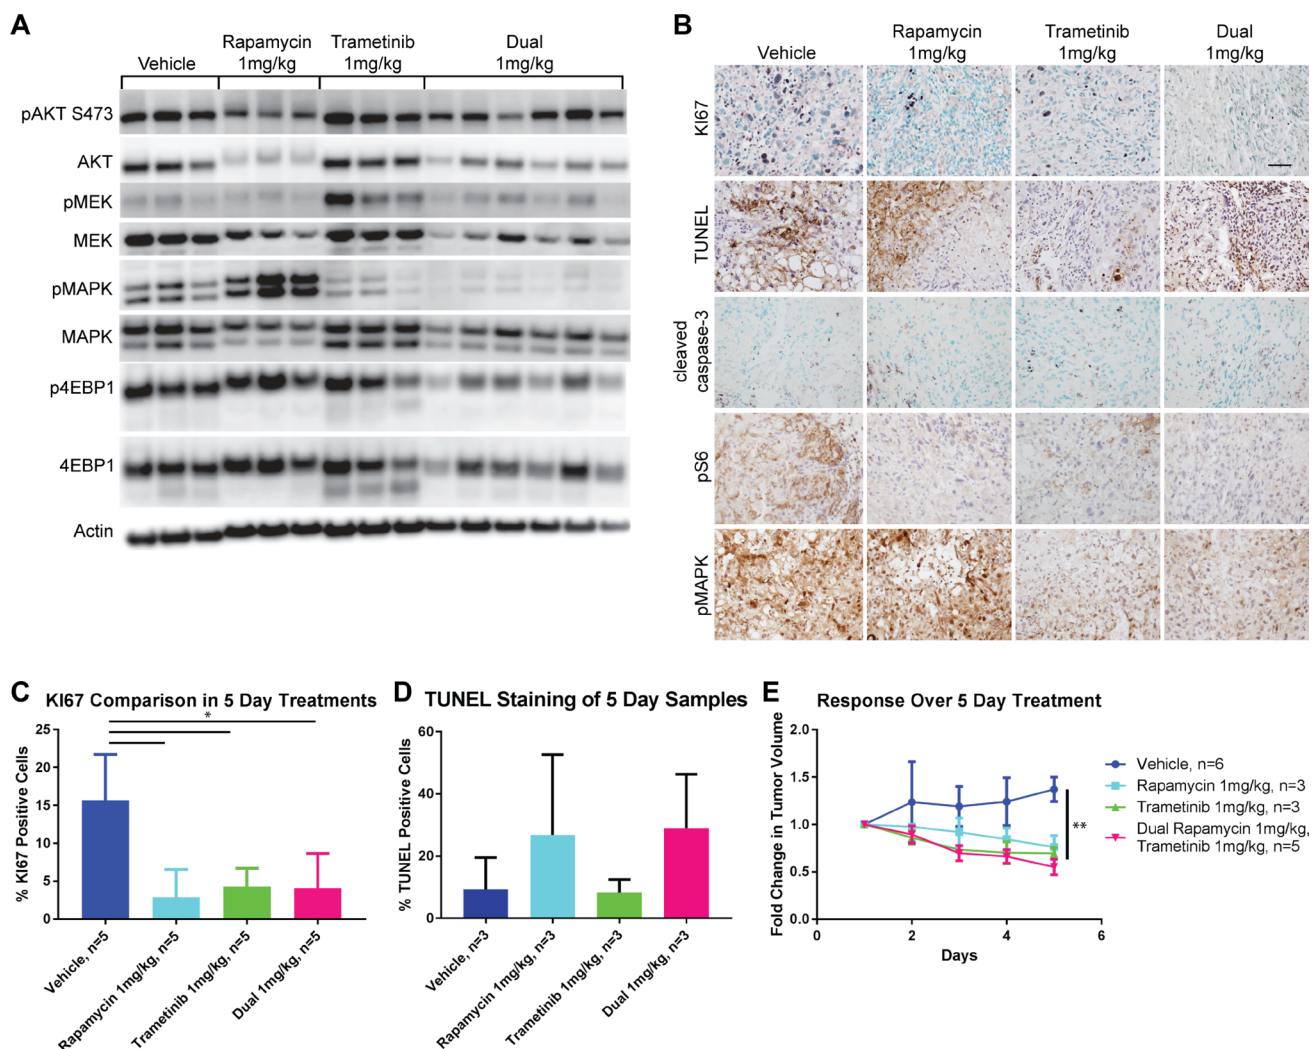 A
Vehicle
Rapamycin
1mg/kg
Trametinib
1mg/kg
Dual
1mg/kg
pAKT S473
AKT
pMEK
MEK
pMAPK
MAPK
p4EBP1
4EBP1
Actin
B
Vehicle
Rapamycin
1mg/kg
Trametinib
1mg/kg
Dual
1mg/kg
KI67
TUNEL
cleaved
caspase-3
pS6
pMAPK
C
KI67 Comparison in 5 Day Treatments
*
% KI67 Positive Cells
25
20
15
10
5
0
Vehicle, n=5
Rapamycin 1mg/kg, n=5
Trametinib 1mg/kg, n=5
Dual 1mg/kg, n=5
D
TUNEL Staining of 5 Day Samples
% TUNEL Positive Cells
60
40
20
0
Vehicle, n=3
Rapamycin 1mg/kg, n=3
Trametinib 1mg/kg, n=3
Dual 1mg/kg, n=3
E
Response Over 5 Day Treatment
Fold Change in Tumor Volume
2.0
1.5
1.0
0.5
0.0
0
2
4
6
Days
**
Vehicle, n=6
Rapamycin 1mg/kg, n=3
Trametinib 1mg/kg, n=3
Dual Rapamycin 1mg/kg,
Trametinib 1mg/kg, n=5